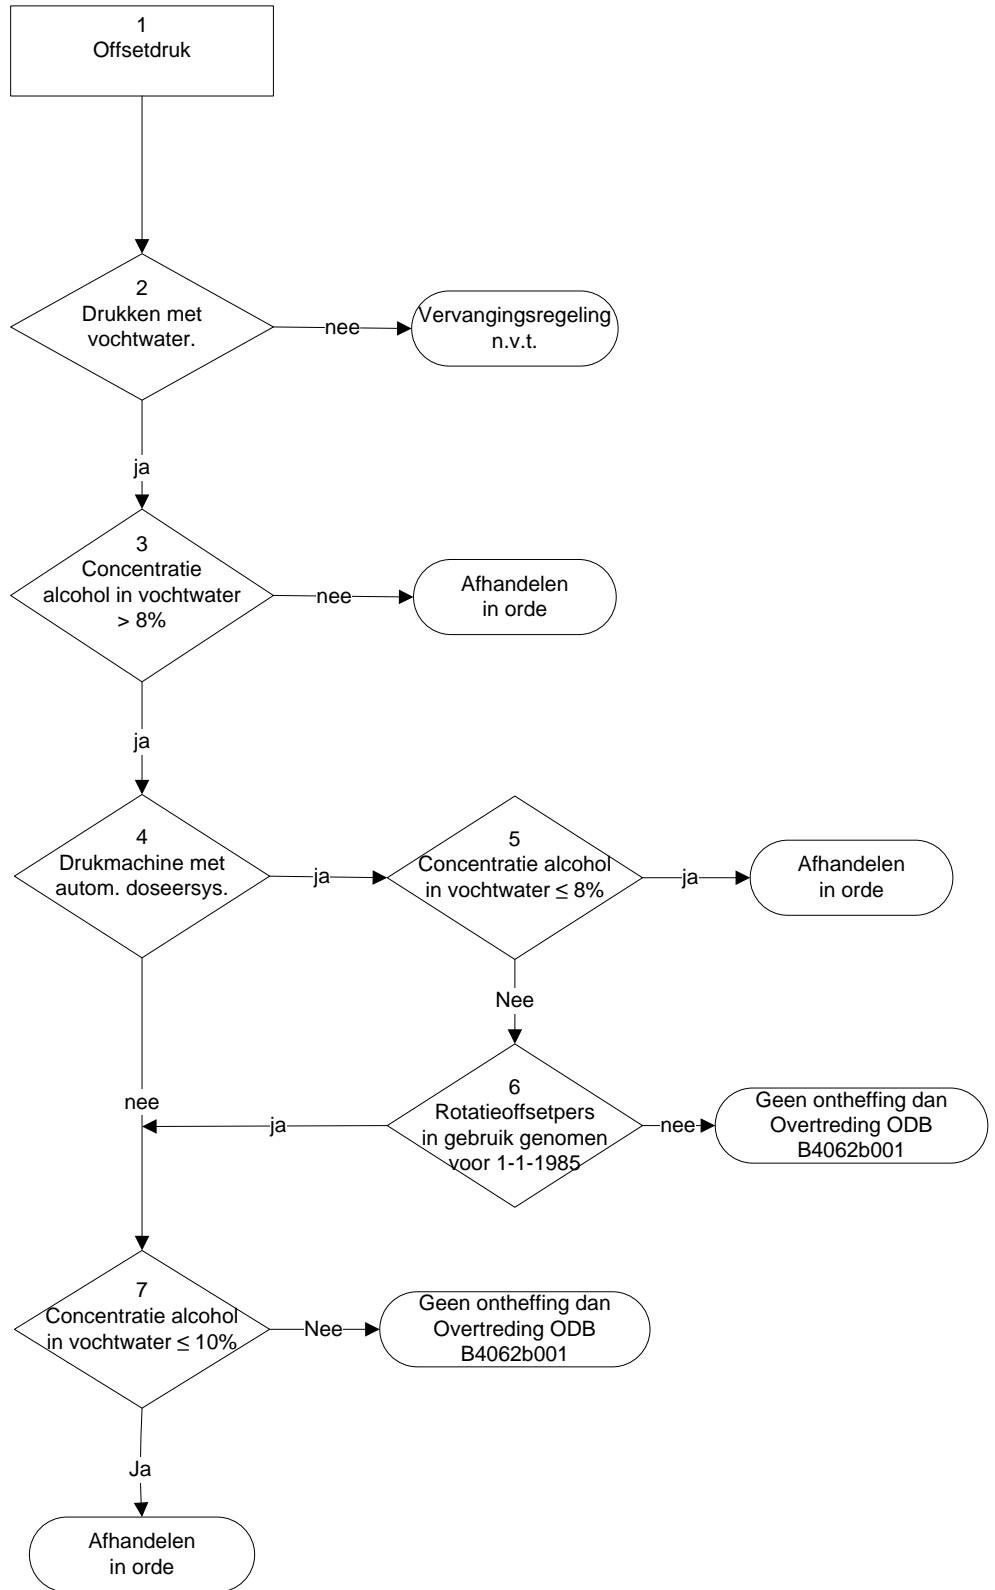 1
Offsetdruk
2
Drukken met
vochtwater.
nee
Vervangingsregeling
n.v.t.
ja
3
Concentratie
alcohol in vochtwater
> 8%
nee
Afhandelen
in orde
ja
4
Drukmachine met
autom. doseersys.
ja
5
Concentratie alcohol
in vochtwater ≤ 8%
ja
Afhandelen
in orde
Nee
nee
6
Rotatieoffsetpers
in gebruik genomen
voor 1-1-1985
ja
nee
Geen ontheffing dan
Overtreding ODB
B4062b001
7
Concentratie alcohol
in vochtwater ≤ 10%
Nee
Geen ontheffing dan
Overtreding ODB
B4062b001
Ja
Afhandelen
in orde